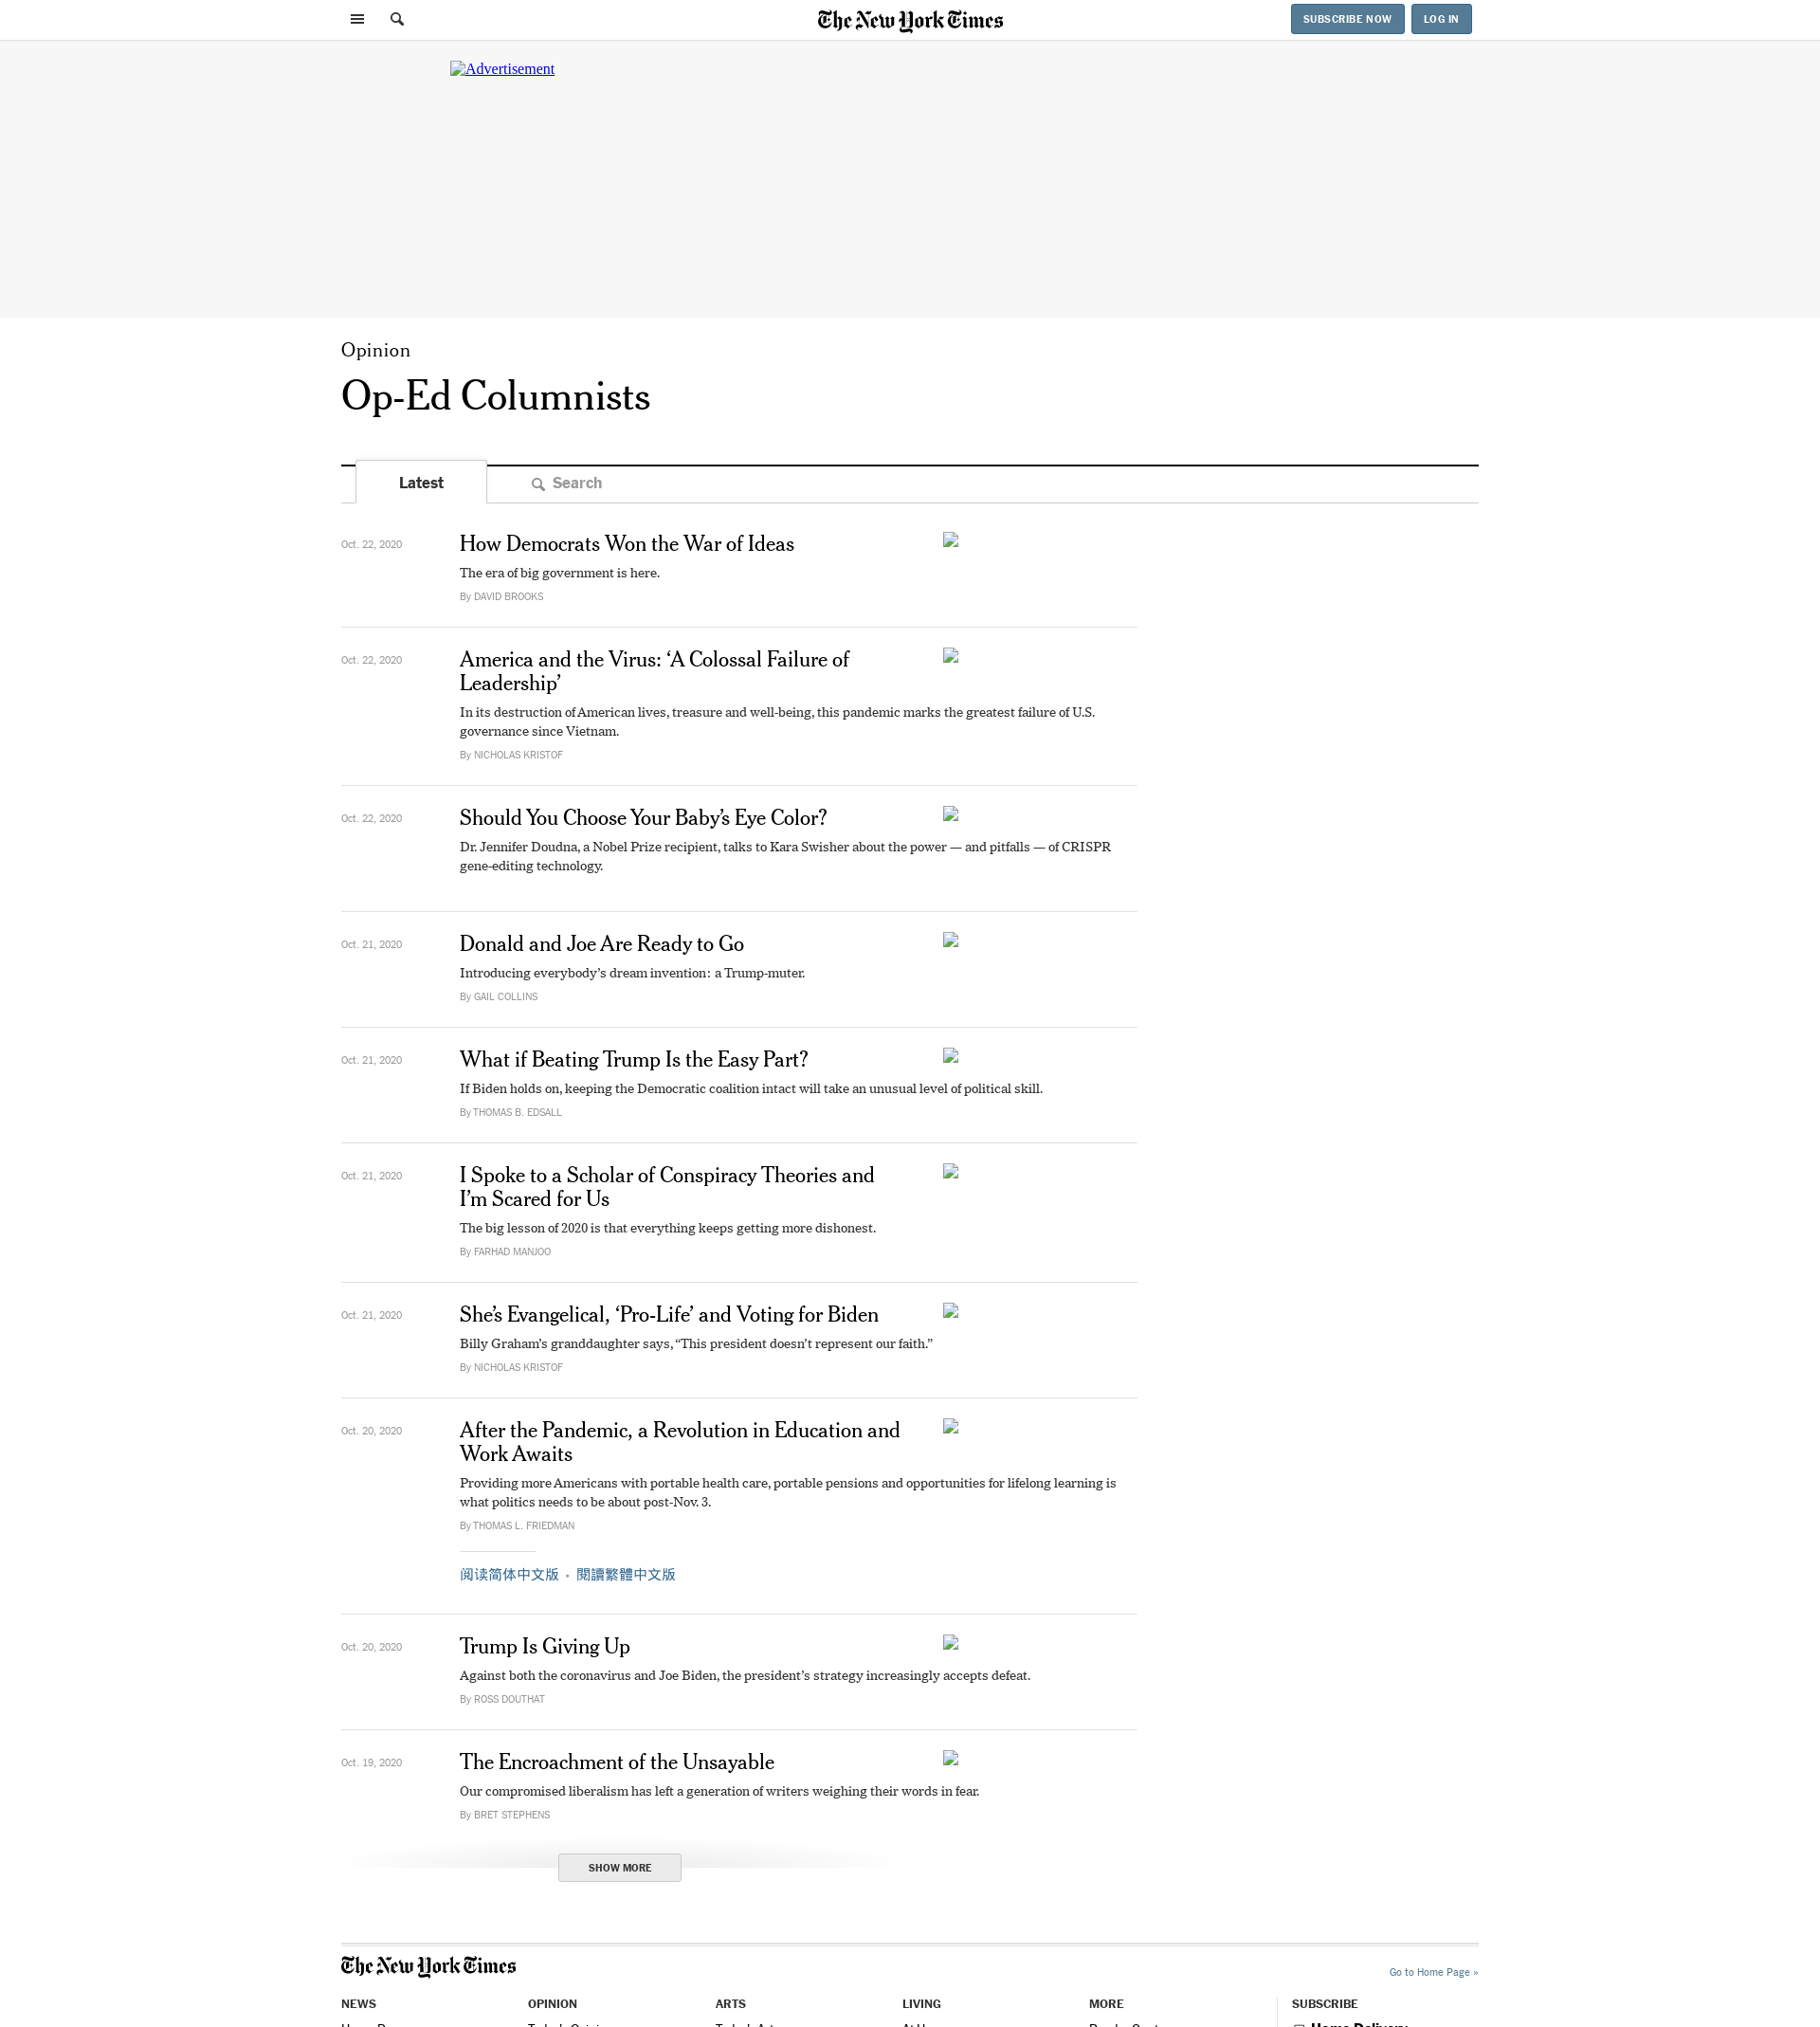 The New York Times
SUBSCRIBE NOW
LOG IN
Advertisement
Opinion
Op-Ed Columnists
Latest
Search
Oct. 22, 2020
How Democrats Won the War of Ideas
The era of big government is here.
By DAVID BROOKS
Oct. 22, 2020
America and the Virus: ‘A Colossal Failure of
Leadership’
In its destruction of American lives, treasure and well-being, this pandemic marks the greatest failure of U.S.
governance since Vietnam.
By NICHOLAS KRISTOF
Oct. 22, 2020
Should You Choose Your Baby’s Eye Color?
Dr. Jennifer Doudna, a Nobel Prize recipient, talks to Kara Swisher about the power — and pitfalls — of CRISPR
gene-editing technology.
Oct. 21, 2020
Donald and Joe Are Ready to Go
Introducing everybody’s dream invention: a Trump-muter.
By GAIL COLLINS
Oct. 21, 2020
What if Beating Trump Is the Easy Part?
If Biden holds on, keeping the Democratic coalition intact will take an unusual level of political skill.
By THOMAS B. EDSALL
Oct. 21, 2020
I Spoke to a Scholar of Conspiracy Theories and
I’m Scared for Us
The big lesson of 2020 is that everything keeps getting more dishonest.
By FARHAD MANJOO
Oct. 21, 2020
She’s Evangelical, ‘Pro-Life’ and Voting for Biden
Billy Graham’s granddaughter says, “This president doesn’t represent our faith.”
By NICHOLAS KRISTOF
Oct. 20, 2020
After the Pandemic, a Revolution in Education and
Work Awaits
Providing more Americans with portable health care, portable pensions and opportunities for lifelong learning is
what politics needs to be about post-Nov. 3.
By THOMAS L. FRIEDMAN
阅读简体中文版 • 閱讀繁體中文版
Oct. 20, 2020
Trump Is Giving Up
Against both the coronavirus and Joe Biden, the president’s strategy increasingly accepts defeat.
By ROSS DOUTHAT
Oct. 19, 2020
The Encroachment of the Unsayable
Our compromised liberalism has left a generation of writers weighing their words in fear.
By BRET STEPHENS
SHOW MORE
The New York Times
Go to Home Page »
NEWS
OPINION
ARTS
LIVING
MORE
SUBSCRIBE
Home Delivery